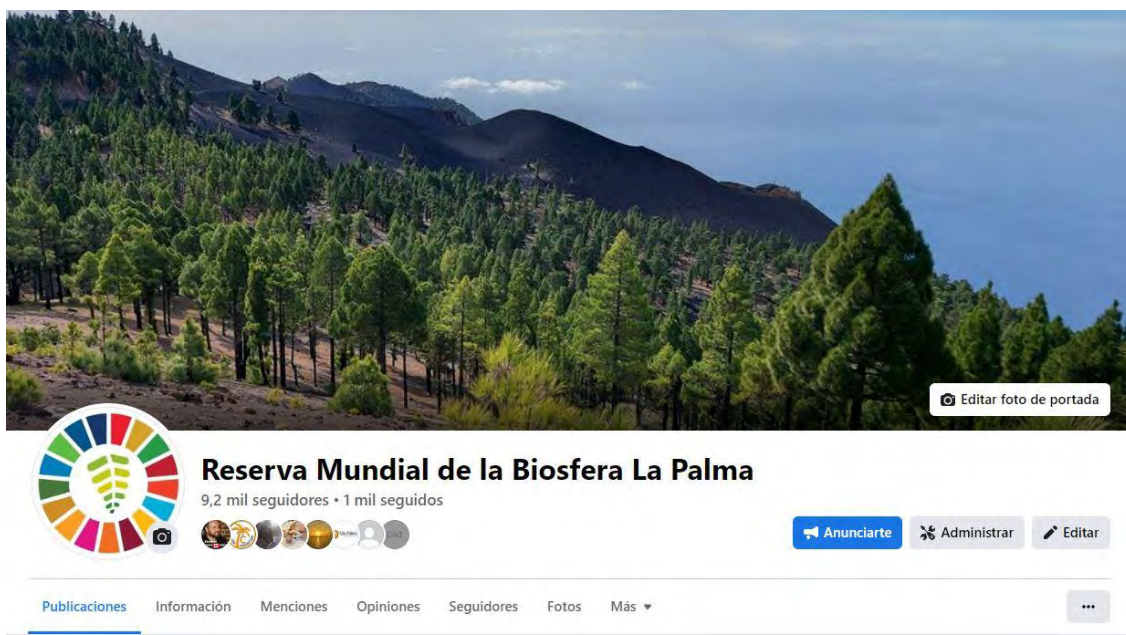 Editar foto de portada
Reserva Mundial de la Biosfera La Palma
9,2 mil seguidores • 1 mil seguidos
Anunciarte
Administrar
Editar
Publicaciones
Información
Menciones
Opiniones
Seguidores
Fotos
Más